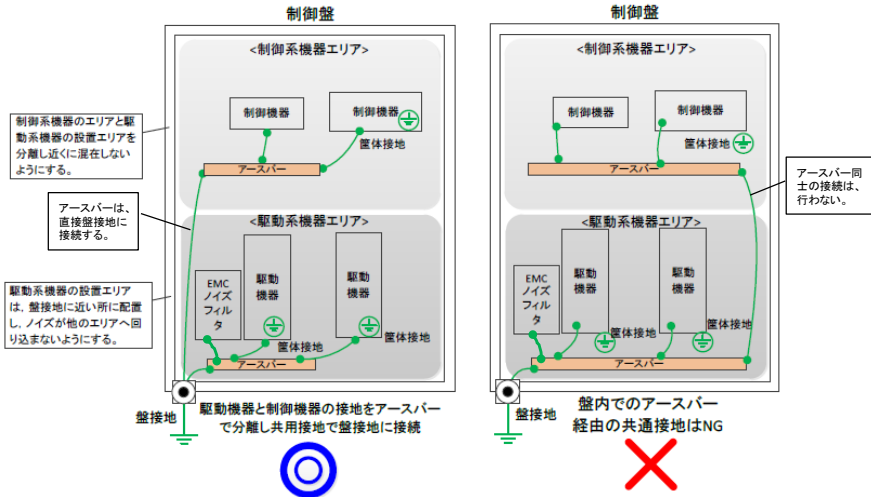 制御盤
<制御系機器エリア>
制御機器
制御機器
筐体接地
アースバー
制御系機器のエリアと駆
動系機器の設置エリアを
分離し近くに混在しない
ようにする。
アースバーは、
直接盤接地に
接続する。
<駆動系機器エリア>
EMC
ノイズ
フィル
タ
駆動
機器
駆動
機器
筐体接地
筐体接地
アースバー
駆動系機器の設置エリア
は，盤接地に近い所に配置
し，ノイズが他のエリアへ回
り込まないようにする。
盤接地
駆動機器と制御機器の接地をアースバー
で分離し共用接地で盤接地に接続
制御盤
<制御系機器エリア>
制御機器
制御機器
筐体接地
アースバー
アースバー同
士の接続は、
行わない。
<駆動系機器エリア>
EMC
ノイズ
フィル
タ
駆動
機器
駆動
機器
筐体接地
筐体接地
アースバー
盤接地
盤内でのアースバー
経由の共通接地はNG